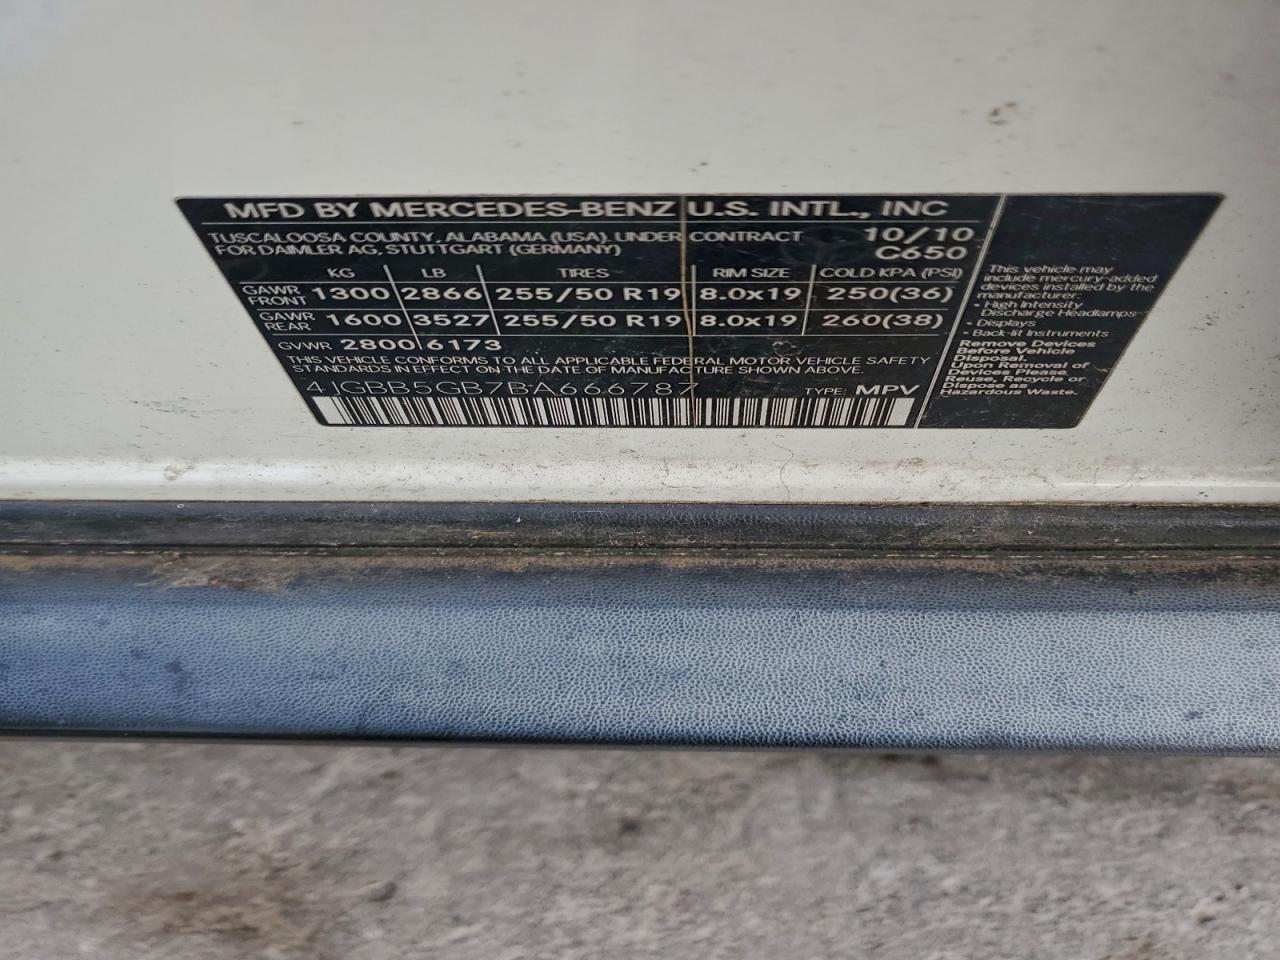 MFD BY MERCEDES-BENZ U.S. INTL., INC
TUSCALOOSA COUNTY, ALABAMA (USA), UNDER CONTRACT 10/10
FOR DAIMLER AG, STUTTGART (GERMANY) C650
KG LB TIRES RIM SIZE COLD KPA (PSI)
GAWR FRONT 1300 2866 255/50 R19 8.0x19 250(36)
GAWR REAR 1600 3527 255/50 R19 8.0x19 260(38)
GVWR 2800 6173
THIS VEHICLE CONFORMS TO ALL APPLICABLE FEDERAL MOTOR VEHICLE SAFETY
STANDARDS IN EFFECT ON THE DATE OF MANUFACTURE SHOWN ABOVE.
4JGBB5GB7BA666787 TYPE: MPV
This vehicle may
include mercury-added
devices installed by the
manufacturer:
- High Intensity
Discharge Headlamps
- Displays
- Back-lit Instruments
Remove Devices
Before Vehicle
Disposal.
Upon Removal of
Devices Please
Reuse, Recycle or
Dispose as
Hazardous Waste.